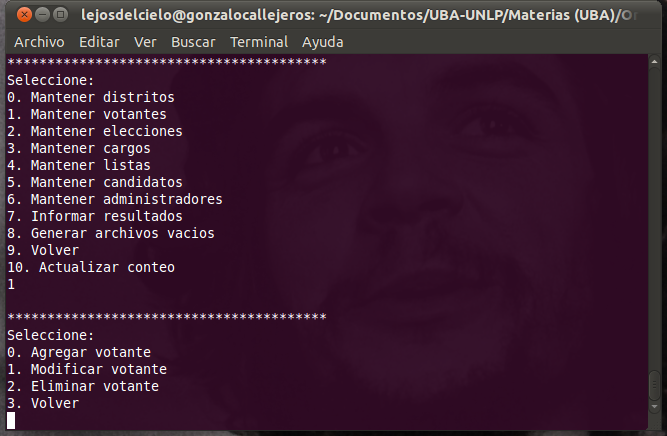 lejosdelcielo@gonzalocallejeros: ~/Documentos/UBA-UNLP/Materias (UBA)/Or
Archivo Editar Ver Buscar Terminal Ayuda
****************************************
Seleccione:
0. Mantener distritos
1. Mantener votantes
2. Mantener elecciones
3. Mantener cargos
4. Mantener listas
5. Mantener candidatos
6. Mantener administradores
7. Informar resultados
8. Generar archivos vacios
9. Volver
10. Actualizar conteo
1
****************************************
Seleccione:
0. Agregar votante
1. Modificar votante
2. Eliminar votante
3. Volver